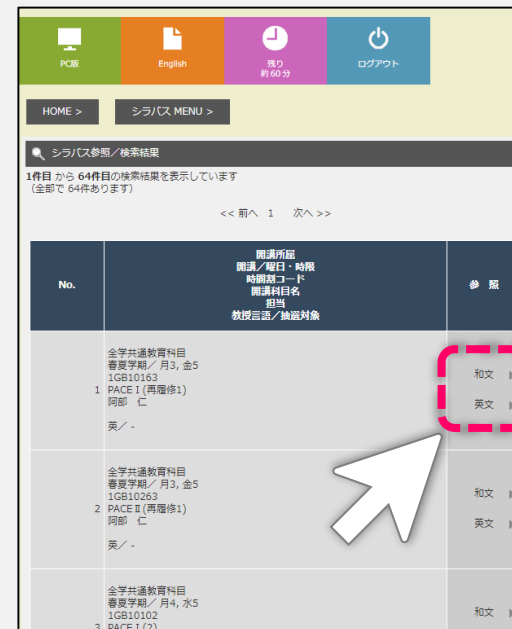 PC版
English
残り
約 60 分
ログアウト
HOME >
シラバス MENU >
シラバス参照／検索結果
1件目 から 64件目の検索結果を表示しています
（全部で 64件あります）
<< 前へ 1 次へ >>
No.
開講所属
開講／曜日・時限
時間割コード
開講科目名
担当
教授言語／抽選対象
参 照
全学共通教育科目
春夏学期／ 月3, 金5
1GB10163
1 PACE I (再履修1)
阿部 仁
英／ -
和文
英文
全学共通教育科目
春夏学期／ 月3, 金5
1GB10263
2 PACE II (再履修1)
阿部 仁
英／ -
和文
英文
全学共通教育科目
春夏学期／ 月4, 水5
1GB10102
3 PACE I (2)
和文